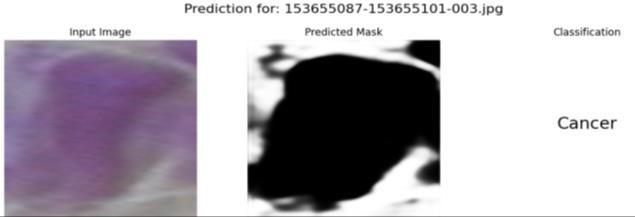 Prediction for: 153655087-153655101-003.jpg
Input Image
Predicted Mask
Classification
Cancer